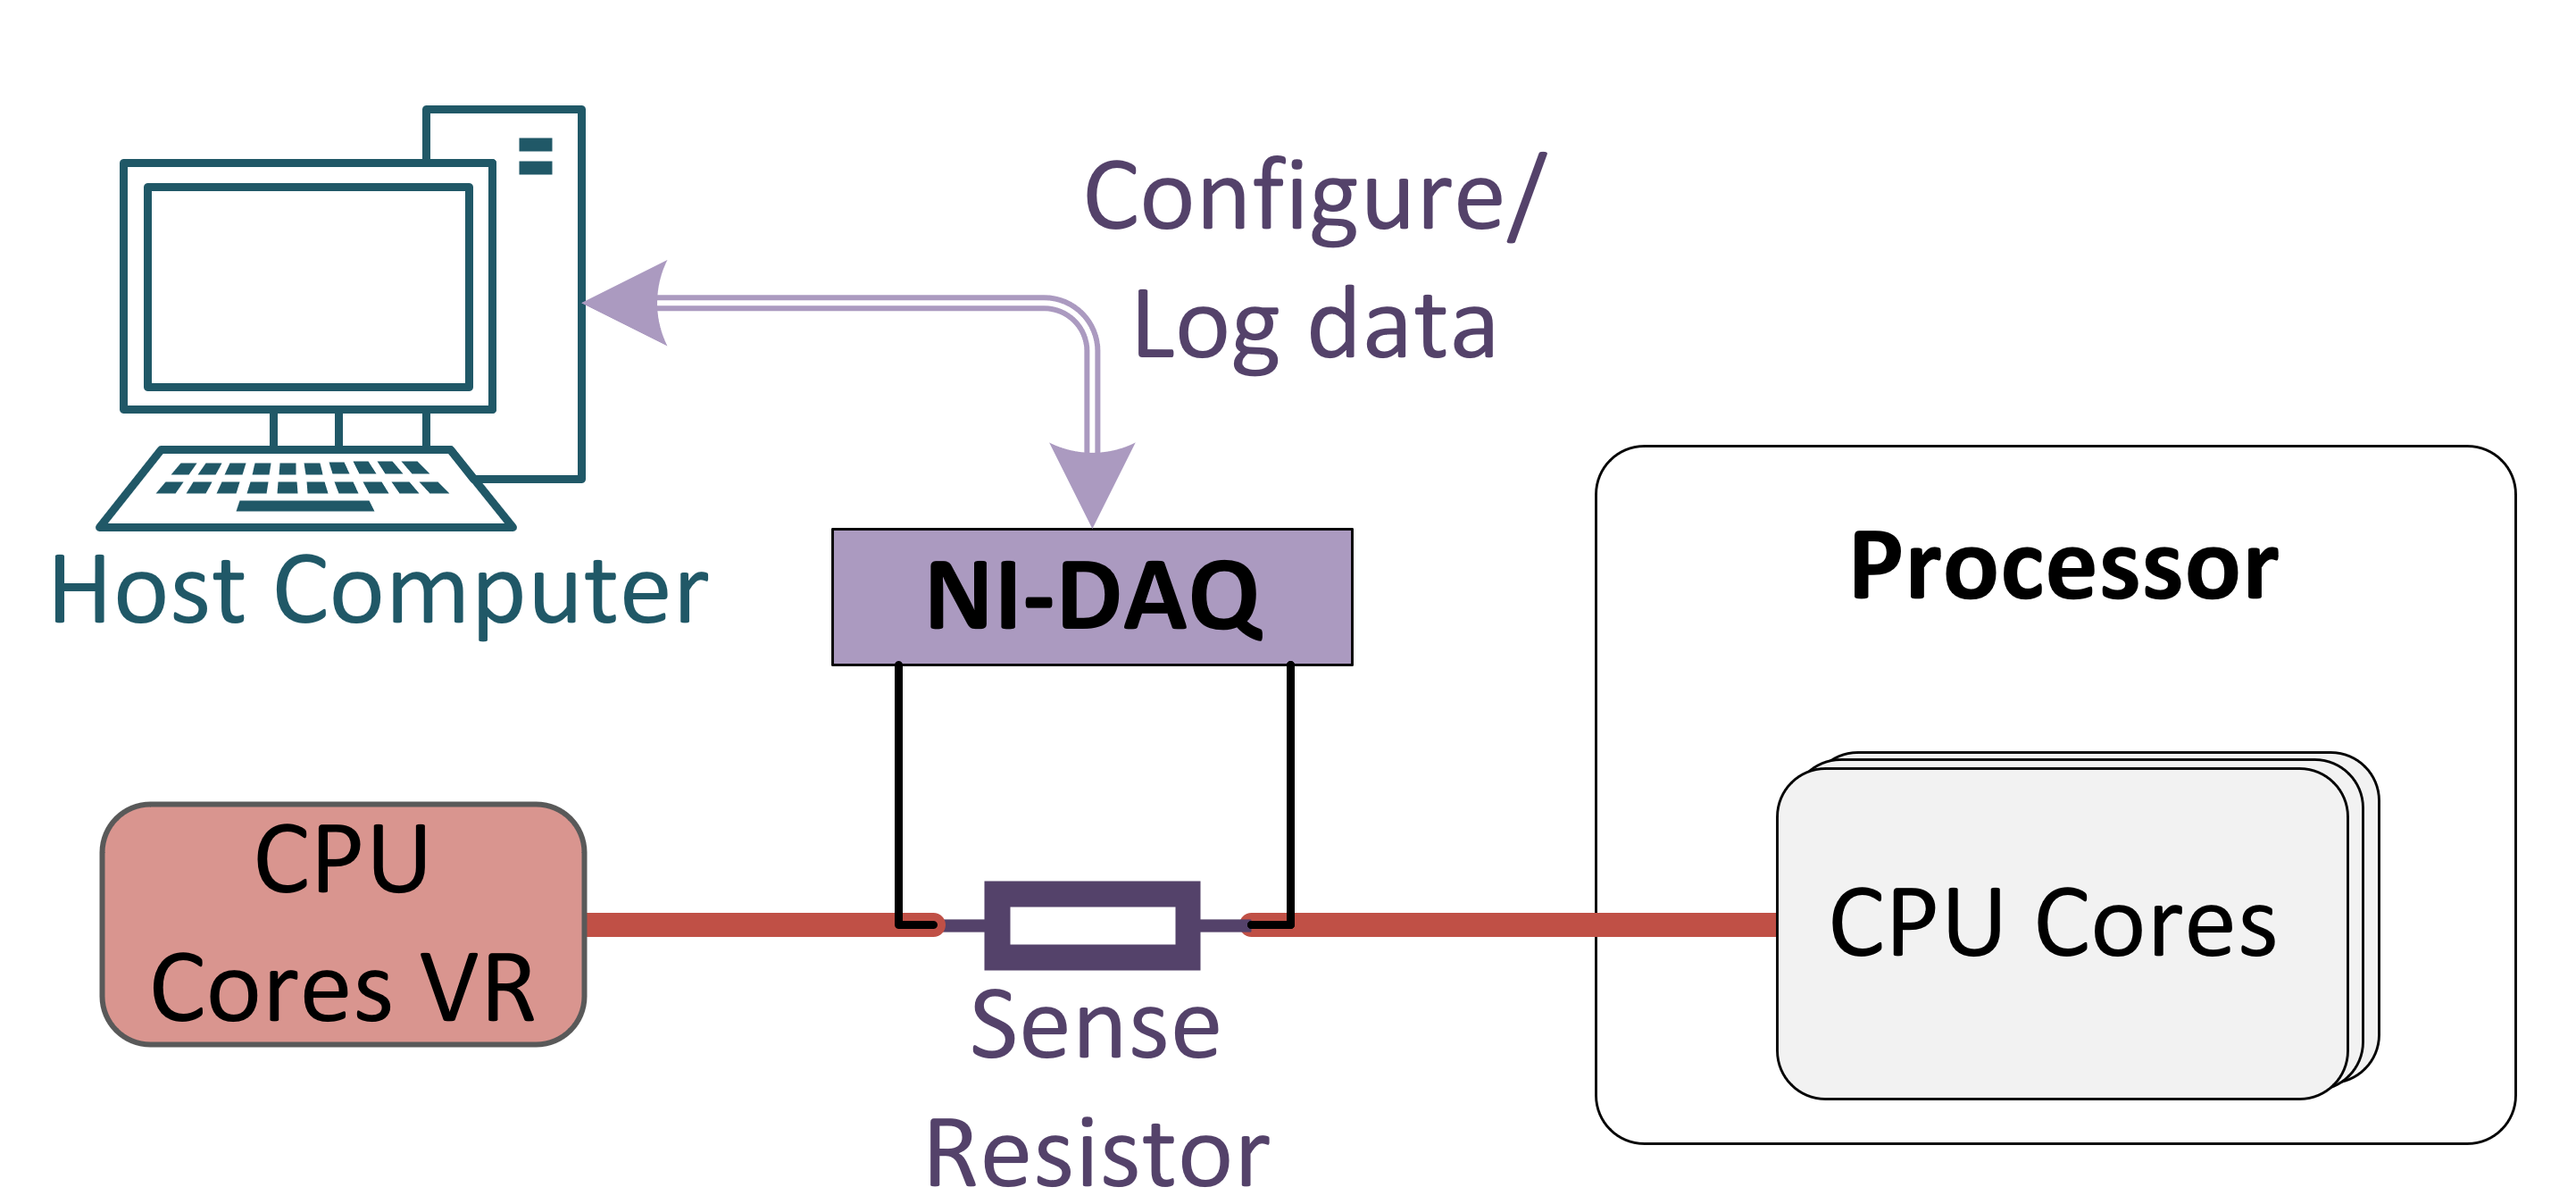 Configure/
Log data
Host Computer
NI-DAQ
Processor
CPU
Cores VR
CPU Cores
Sense
Resistor